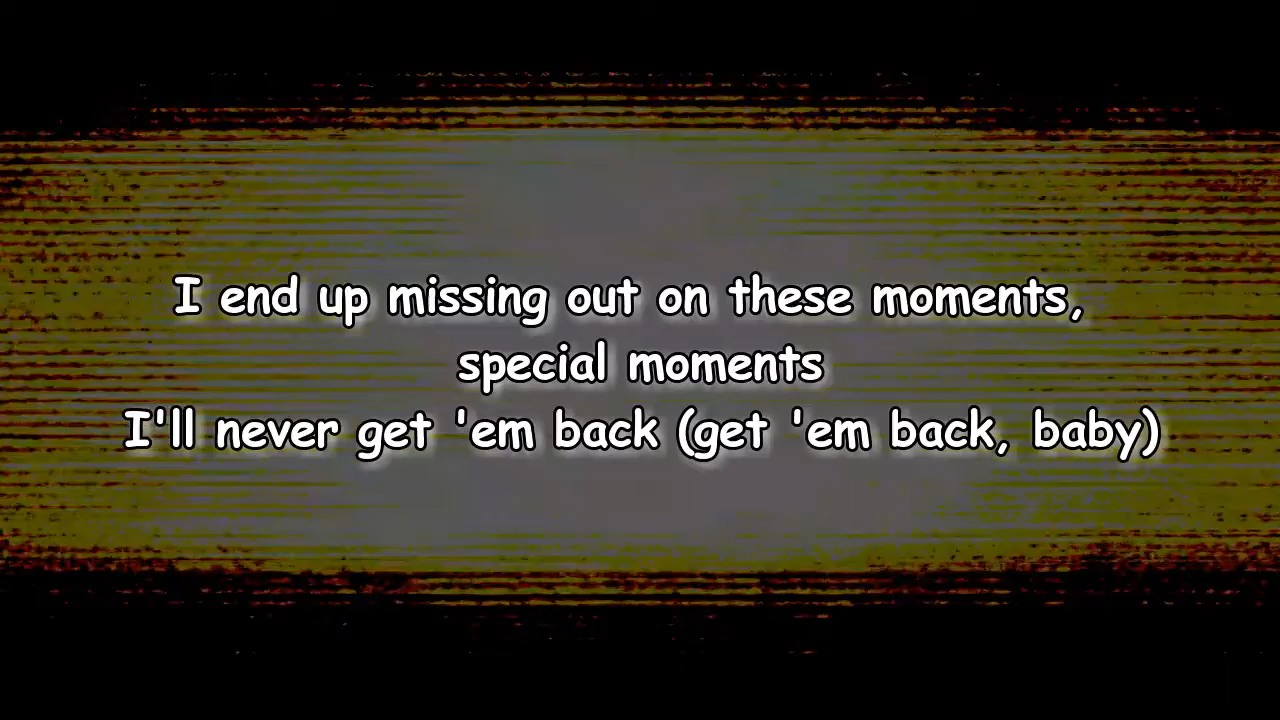 I end up missing out on these moments,
special moments
I'll never get 'em back (get 'em back, baby)